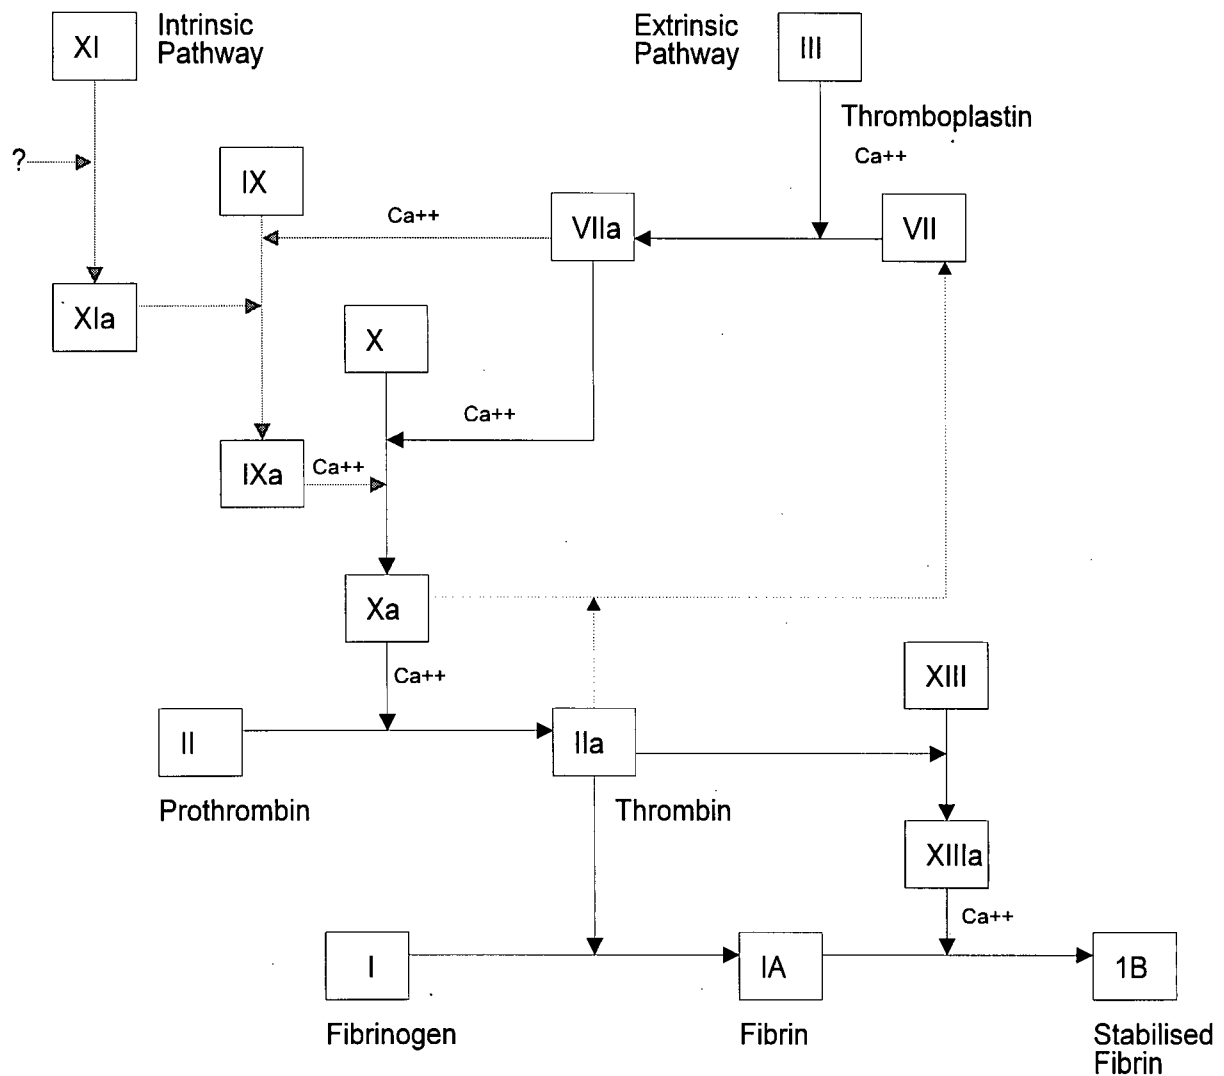 XI
Intrinsic
Pathway
Extrinsic
Pathway
III
Thromboplastin
Ca++
?
IX
Ca++
VIIa
VII
XIa
X
Ca++
IXa
Ca++
Xa
Ca++
XIII
II
IIa
Prothrombin
Thrombin
XIIIa
Ca++
I
IA
1B
Fibrinogen
Fibrin
Stabilised
Fibrin